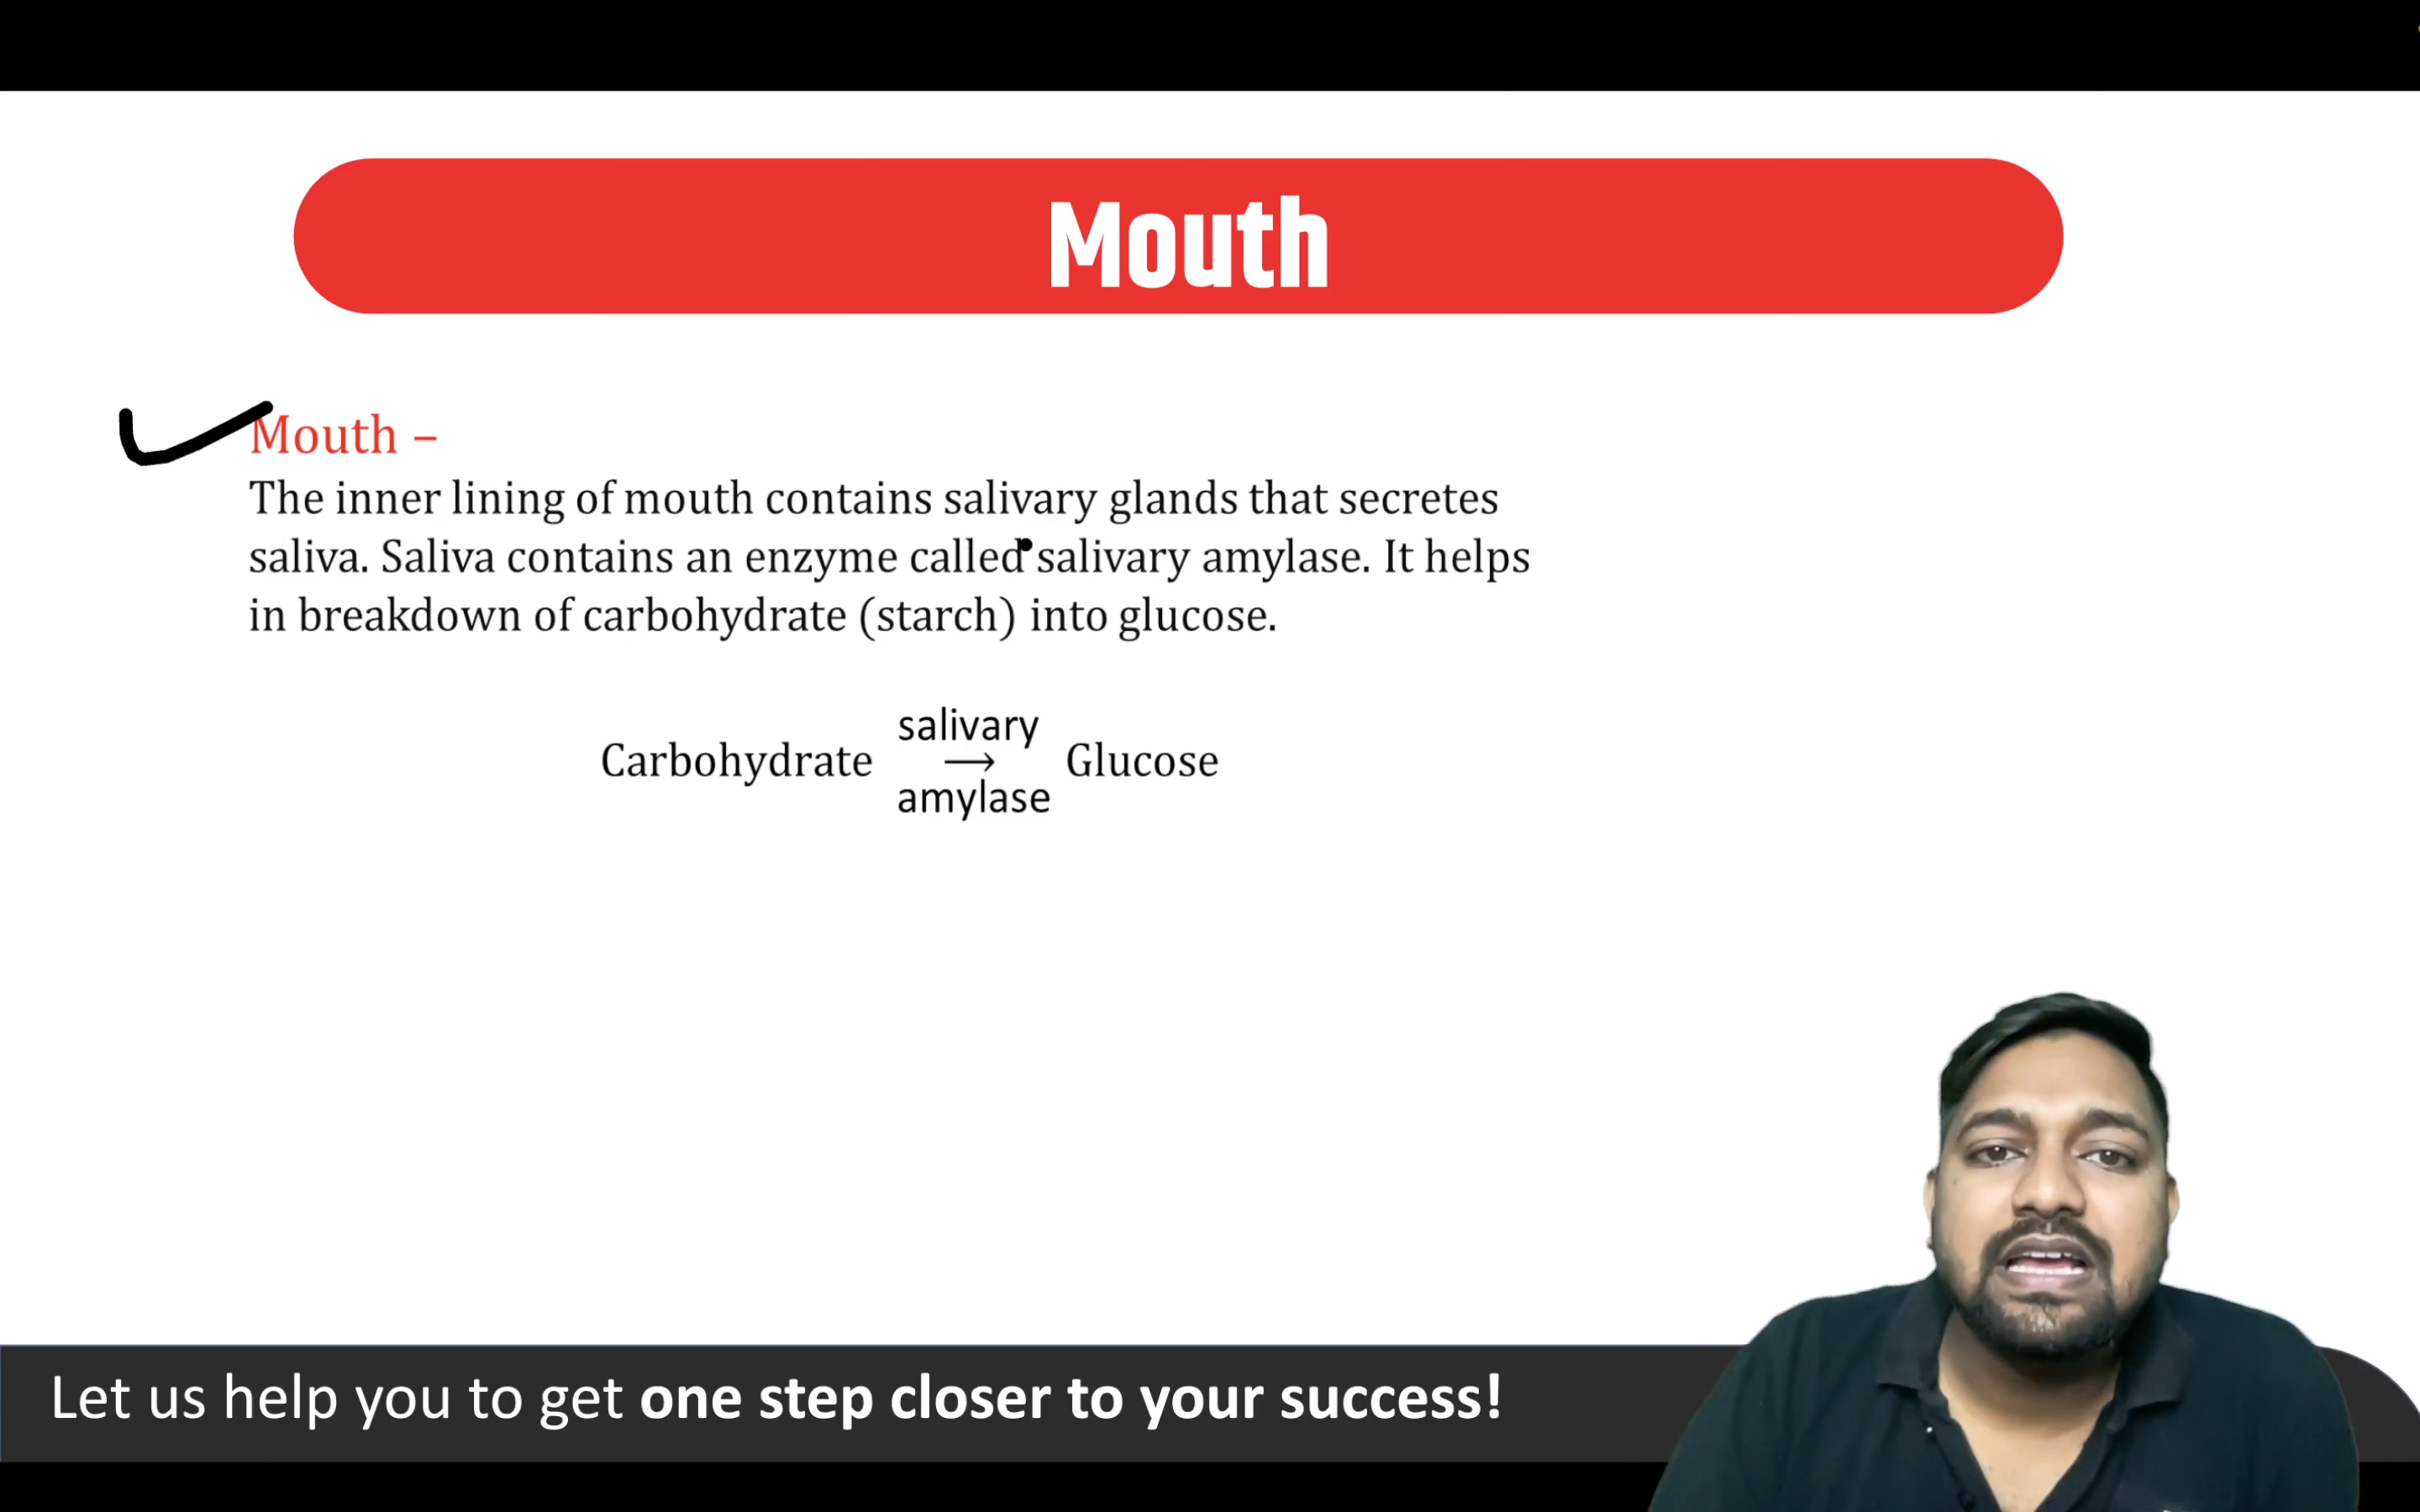 Mouth
Mouth –
The inner lining of mouth contains salivary glands that secretes
saliva. Saliva contains an enzyme called salivary amylase. It helps
in breakdown of carbohydrate (starch) into glucose.
salivary
Carbohydrate → Glucose
amylase
Let us help you to get one step closer to your success!